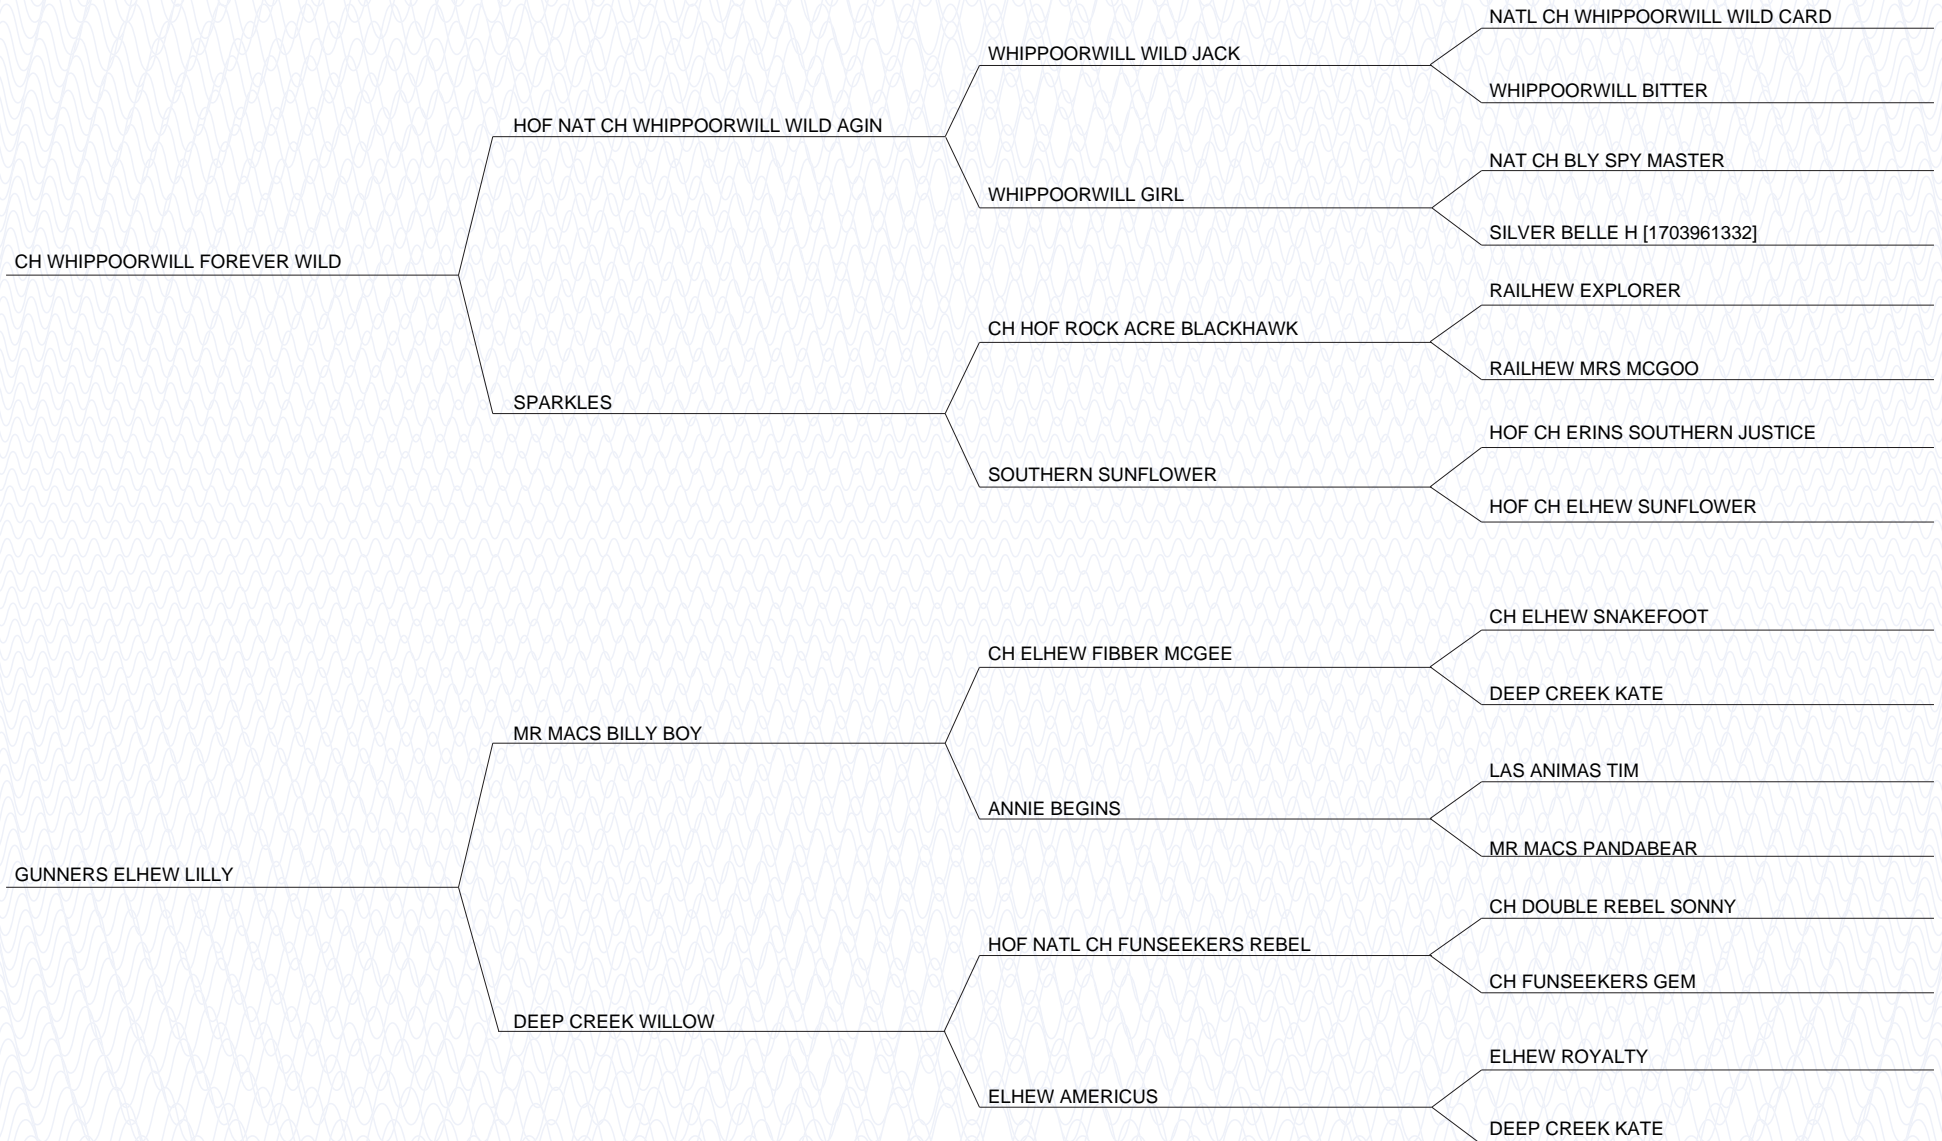 NATL CH WHIPPOORWILL WILD CARD
WHIPPOORWILL WILD JACK
WHIPPOORWILL BITTER
HOF NAT CH WHIPPOORWILL WILD AGIN
NAT CH BLY SPY MASTER
WHIPPOORWILL GIRL
SILVER BELLE H [1703961332]
CH WHIPPOORWILL FOREVER WILD
RAILHEW EXPLORER
CH HOF ROCK ACRE BLACKHAWK
RAILHEW MRS MCGOO
SPARKLES
HOF CH ERINS SOUTHERN JUSTICE
SOUTHERN SUNFLOWER
HOF CH ELHEW SUNFLOWER
CH ELHEW SNAKEFOOT
CH ELHEW FIBBER MCGEE
DEEP CREEK KATE
MR MACS BILLY BOY
LAS ANIMAS TIM
ANNIE BEGINS
MR MACS PANDABEAR
GUNNERS ELHEW LILLY
CH DOUBLE REBEL SONNY
HOF NATL CH FUNSEEKERS REBEL
CH FUNSEEKERS GEM
DEEP CREEK WILLOW
ELHEW ROYALTY
ELHEW AMERICUS
DEEP CREEK KATE